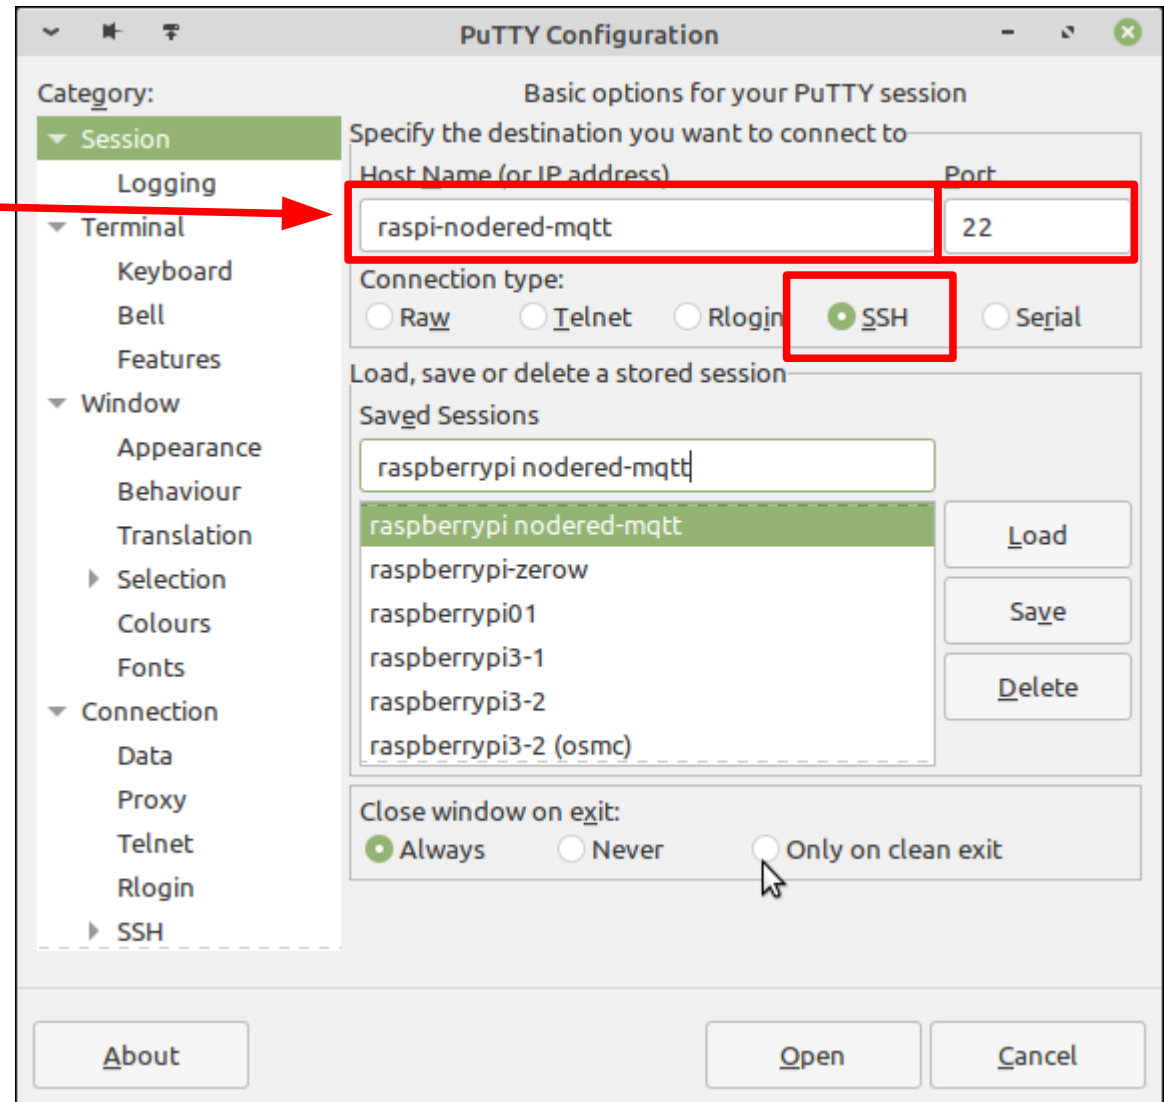 PuTTY Configuration
Category:
Session
Logging
Terminal
Keyboard
Bell
Features
Window
Appearance
Behaviour
Translation
Selection
Colours
Fonts
Connection
Data
Proxy
Telnet
Rlogin
SSH
Basic options for your PuTTY session
Specify the destination you want to connect to
Host Name (or IP address) Port
raspi-nodered-mqtt 22
Connection type:
Raw Telnet Rlogin SSH Serial
Load, save or delete a stored session
Saved Sessions
raspberrypi nodered-mqtt
raspberrypi nodered-mqtt
raspberrypi-zerow
raspberrypi01
raspberrypi3-1
raspberrypi3-2
raspberrypi3-2 (osmc)
Load
Save
Delete
Close window on exit:
Always Never Only on clean exit
About Open Cancel